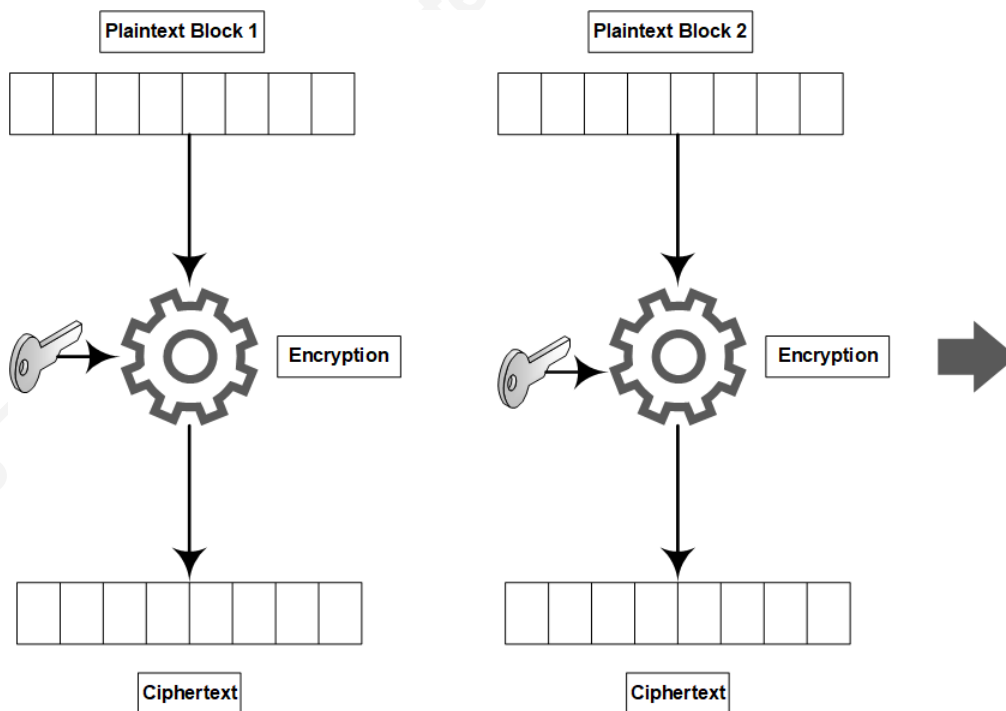 Plaintext Block 1
Plaintext Block 2
Encryption
Encryption
Ciphertext
Ciphertext